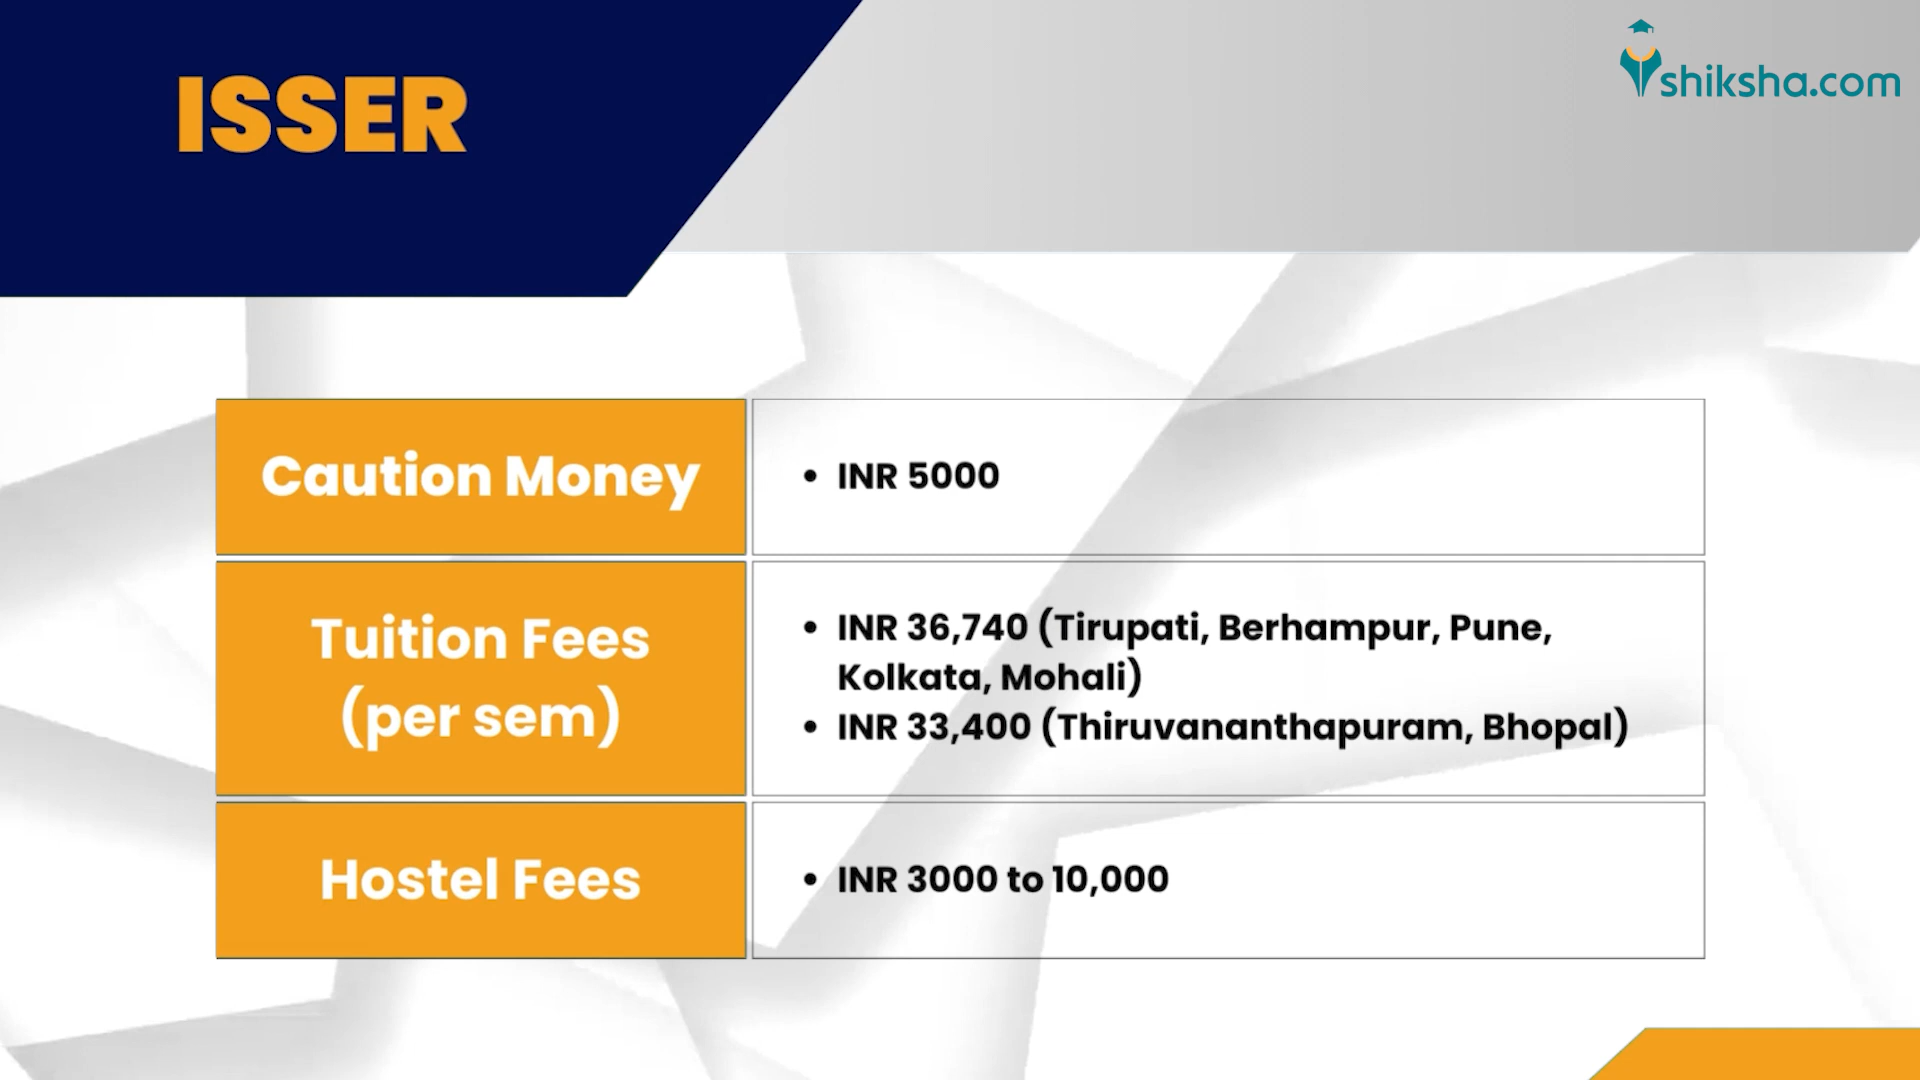 ISSER
shiksha.com
Caution Money
• INR 5000
Tuition Fees
(per sem)
• INR 36,740 (Tirupati, Berhampur, Pune,
Kolkata, Mohali)
• INR 33,400 (Thiruvananthapuram, Bhopal)
Hostel Fees
• INR 3000 to 10,000